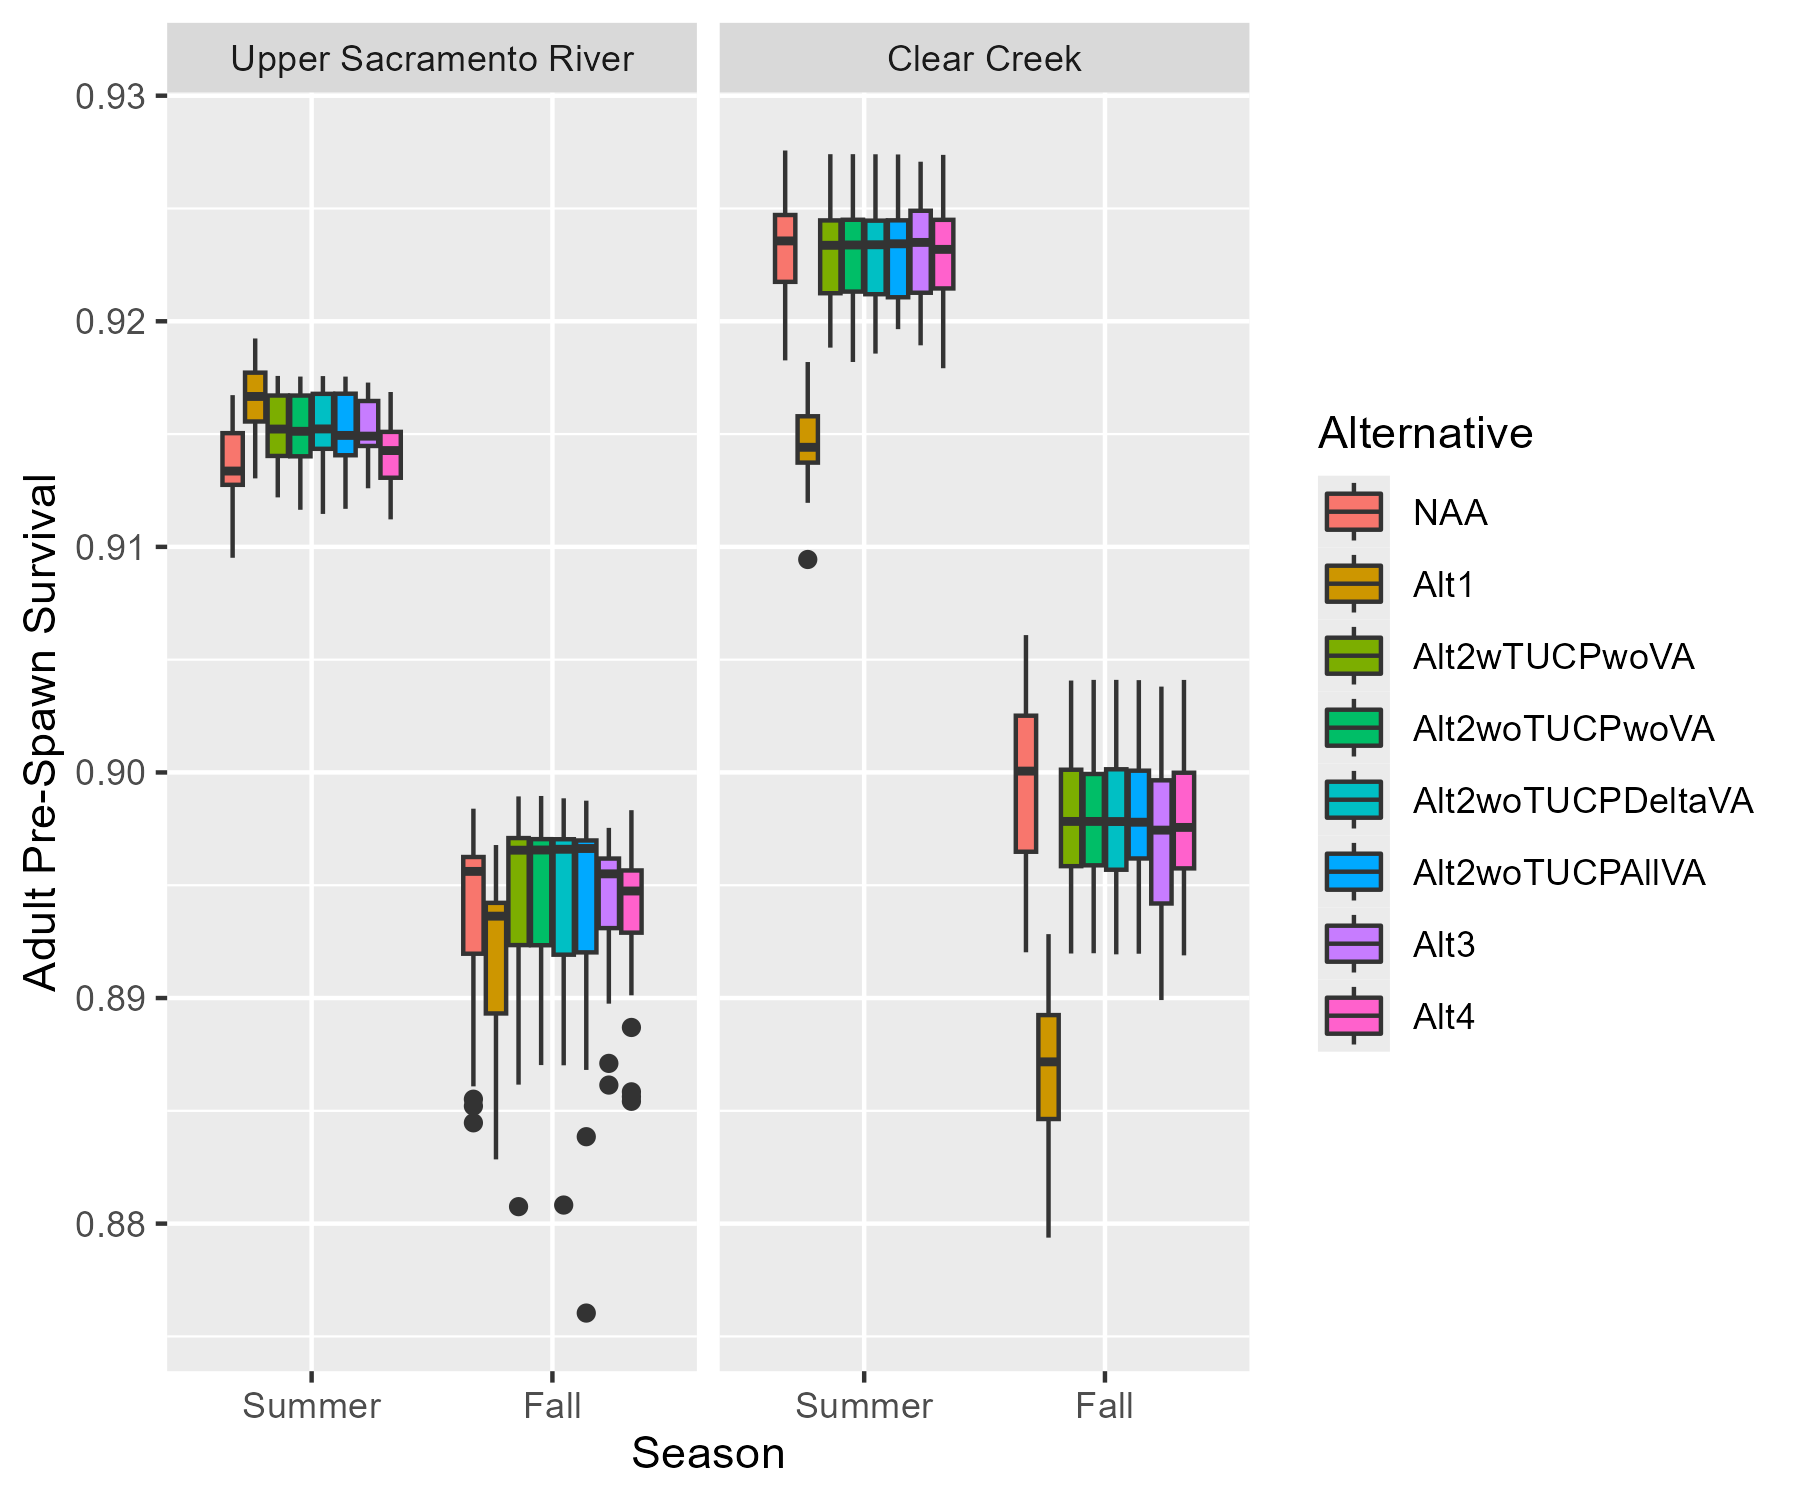 Upper Sacramento River
Clear Creek
0.93
0.92
0.91
0.90
0.89
0.88
Adult Pre-Spawn Survival
Summer
Fall
Summer
Fall
Season
Alternative
NAA
Alt1
Alt2wTUCPwoVA
Alt2woTUCPwoVA
Alt2woTUCPDeltaVA
Alt2woTUCPAllVA
Alt3
Alt4